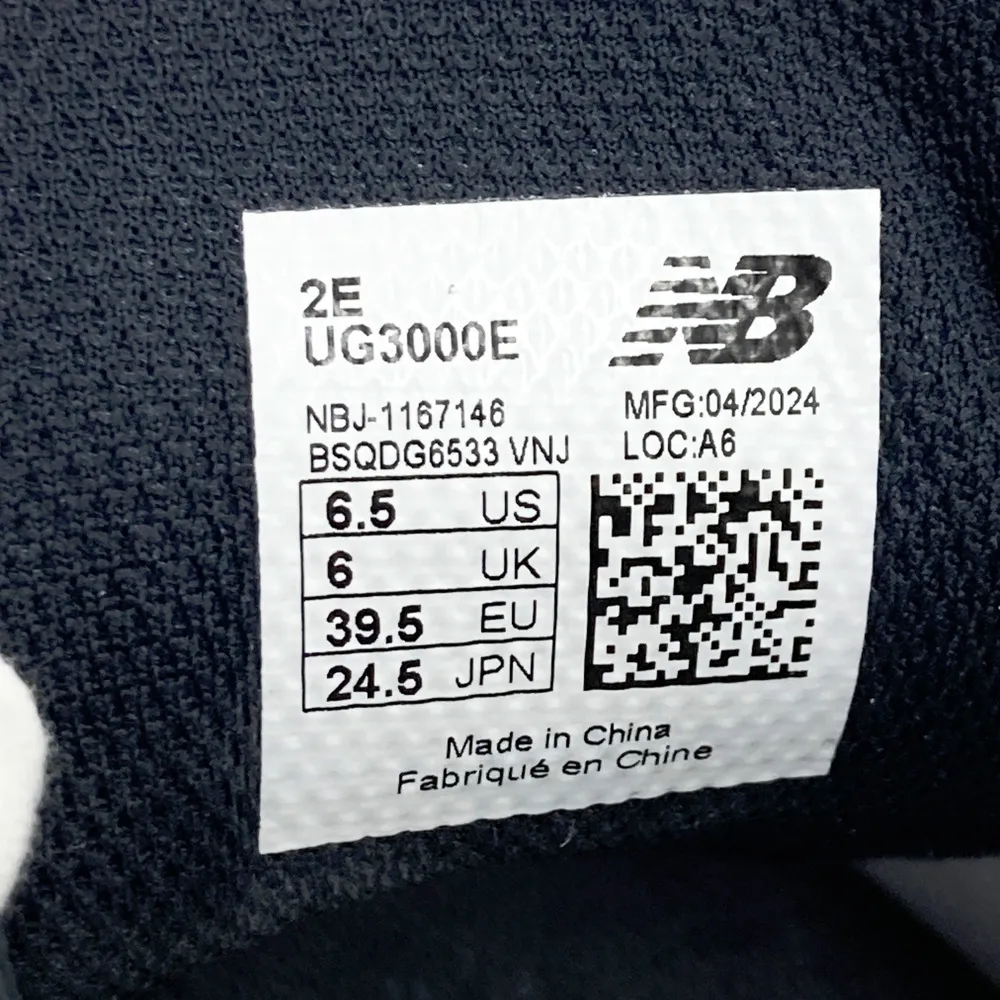 2E
UG3000E
NB
NBJ-1167146
MFG:04/2024
BSQDG6533 VNJ
LOC:A6
6.5 US
6 UK
39.5 EU
24.5 JPN
Made in China
Fabriqué en Chine